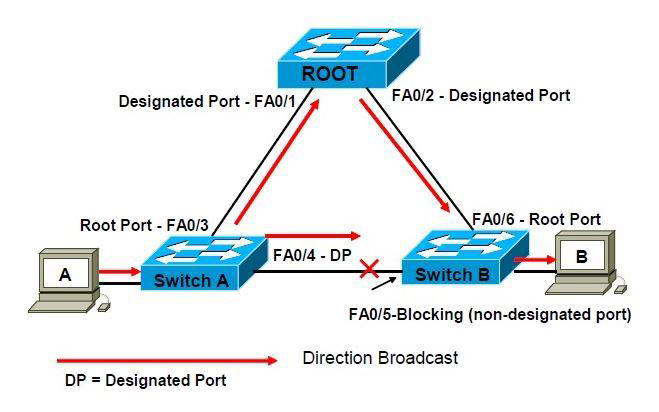 ROOT
Designated Port - FA0/1
FA0/2 - Designated Port
Root Port - FA0/3
FA0/6 - Root Port
A
FA0/4 - DP
B
Switch A
Switch B
FA0/5-Blocking (non-designated port)
Direction Broadcast
DP = Designated Port